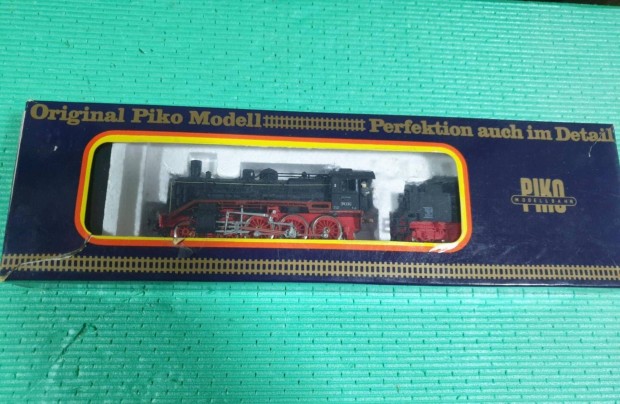 Original Piko Modell Perfektion auch im Detail
PIKO
MODELLBAHN